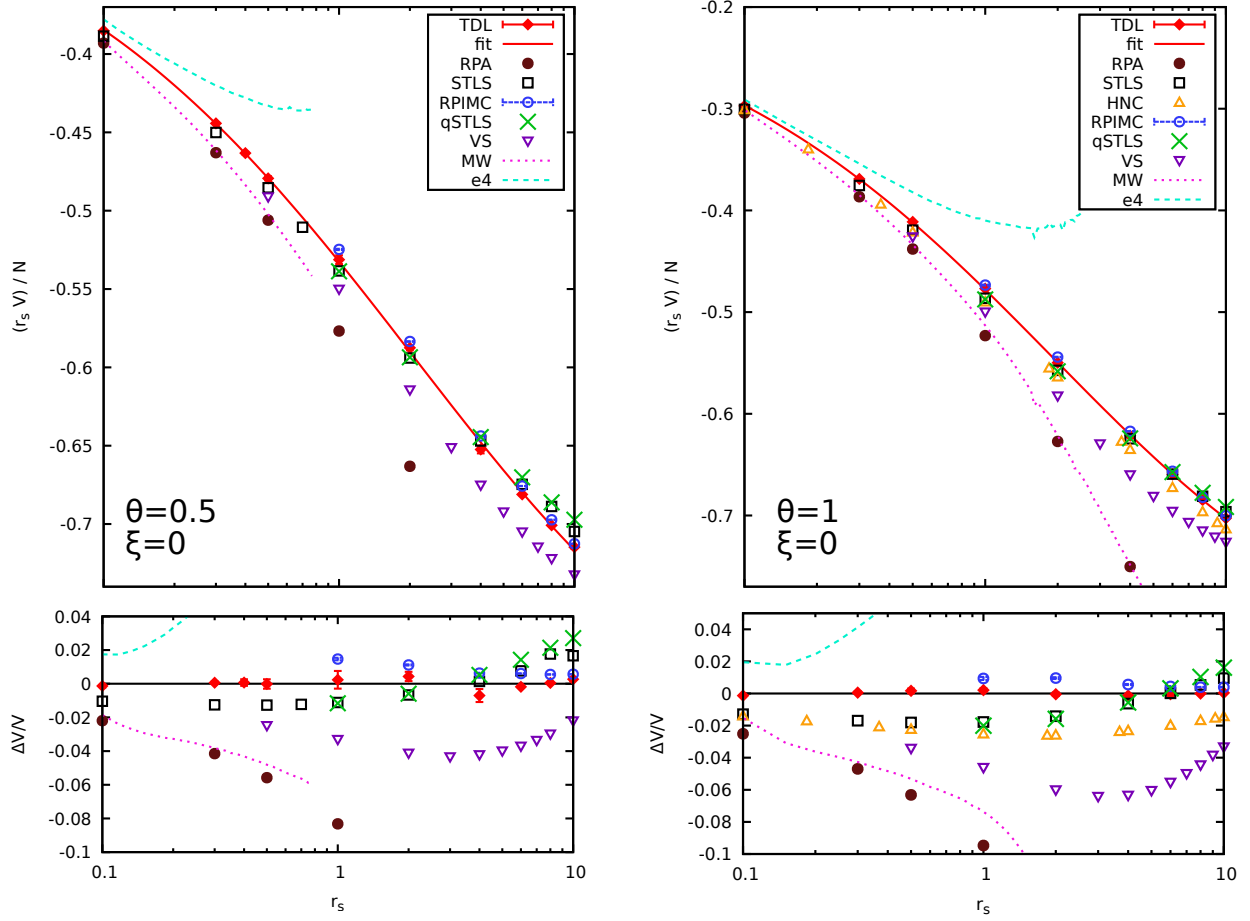 -0.4
-0.45
-0.5
-0.55
-0.6
-0.65
-0.7
(rs V) / N
TDL
fit
RPA
STLS
RPIMC
qSTLS
VS
MW
e4
θ=0.5
ξ=0
0.04
0.02
0
-0.02
-0.04
-0.06
-0.08
-0.1
ΔV/V
0.1
1
10
rs
-0.2
-0.3
-0.4
-0.5
-0.6
-0.7
(rs V) / N
TDL
fit
RPA
STLS
HNC
RPIMC
qSTLS
VS
MW
e4
θ=1
ξ=0
0.04
0.02
0
-0.02
-0.04
-0.06
-0.08
-0.1
ΔV/V
0.1
1
10
rs